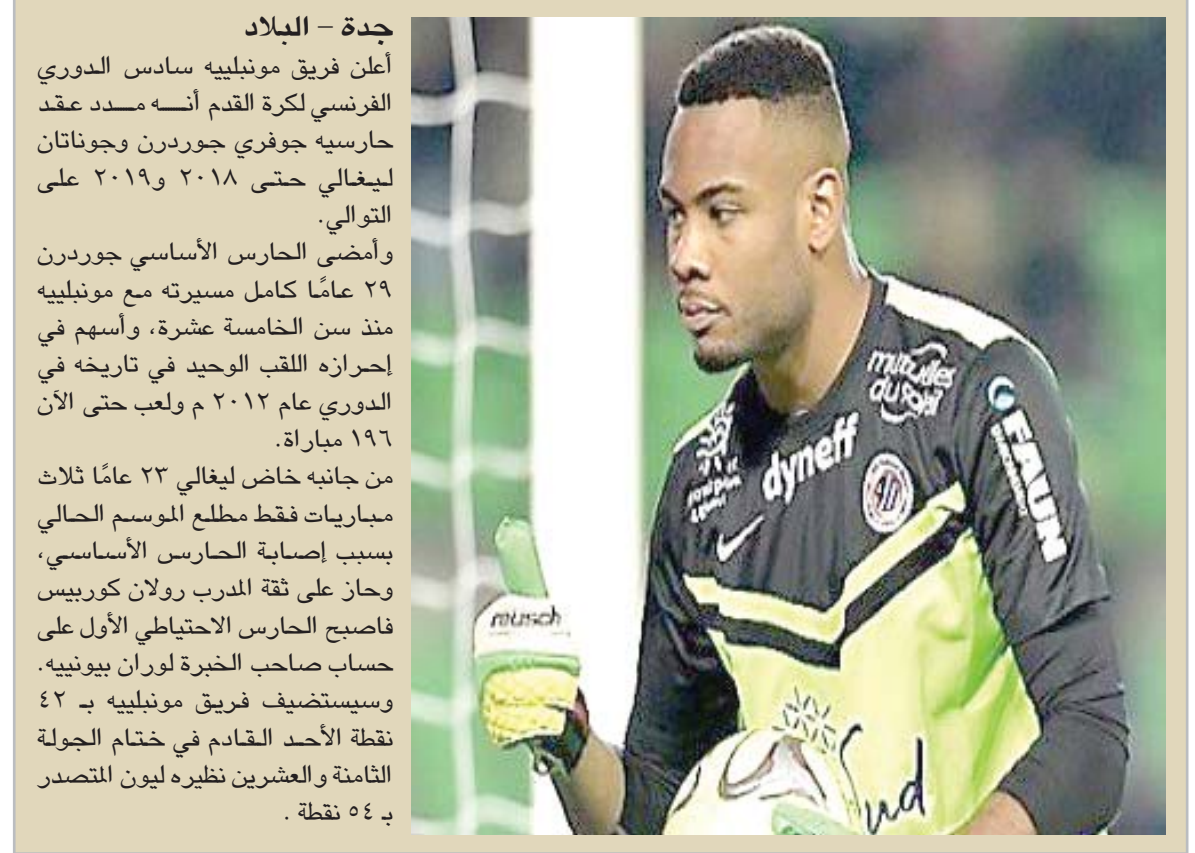 جدة – البلاد
أعلن فريق مونبلييه سادس الدوري
الفرنسي لكرة القدم أنـــه مـــدد عقد
حارسيه جوفري جوردرن وجوناتان
ليغالي حتى ٢٠١٨ و٢٠١٩ على
التوالي.
وأمضى الحارس الأساسي جوردرن
٢٩ عامًا كامل مسيرته مع مونبلييه
منذ سن الخامسة عشرة، وأسهم في
إحرازه اللقب الوحيد في تاريخه في
الدوري عام ٢٠١٢ م ولعب حتى الآن
١٩٦ مباراة.
من جانبه خاض ليغالي ٢٣ عامًا ثلاث
مباريات فقط مطلع الموسم الحالي
بسبب إصابة الحارس الأساسي،
وحاز على ثقة المدرب رولان كوربيس
فاصبح الحارس الاحتياطي الأول على
حساب صاحب الخبرة لوران بيونييه.
وسيستضيف فريق مونبلييه بـ ٤٢
نقطة الأحد القادم في ختام الجولة
الثامنة والعشرين نظيره ليون المتصدر
بـ ٥٤ نقطة .
mutuelles
du soleil
dyneff
FAUN
reusch
Sud